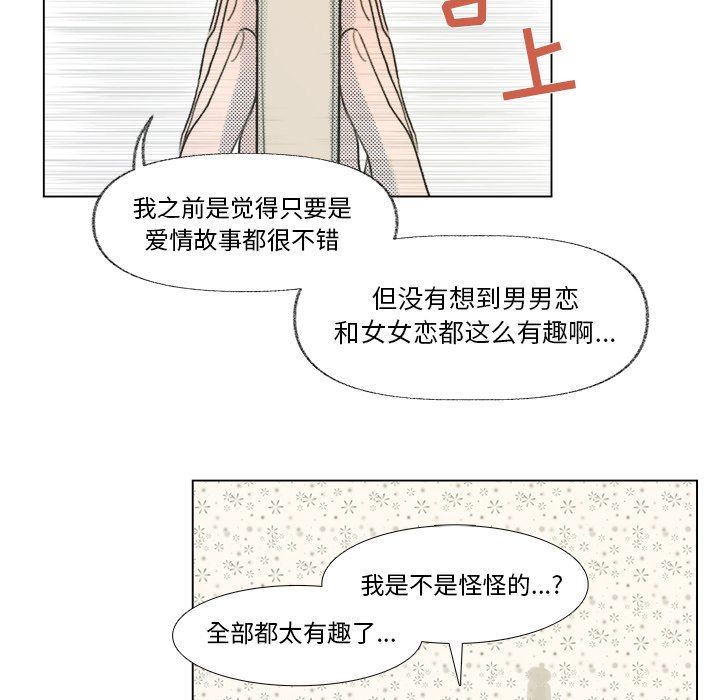 上
我之前是觉得只要是
爱情故事都很不错
但没有想到男男恋
和女女恋都这么有趣啊...
我是不是怪怪的...?
全部都太有趣了...